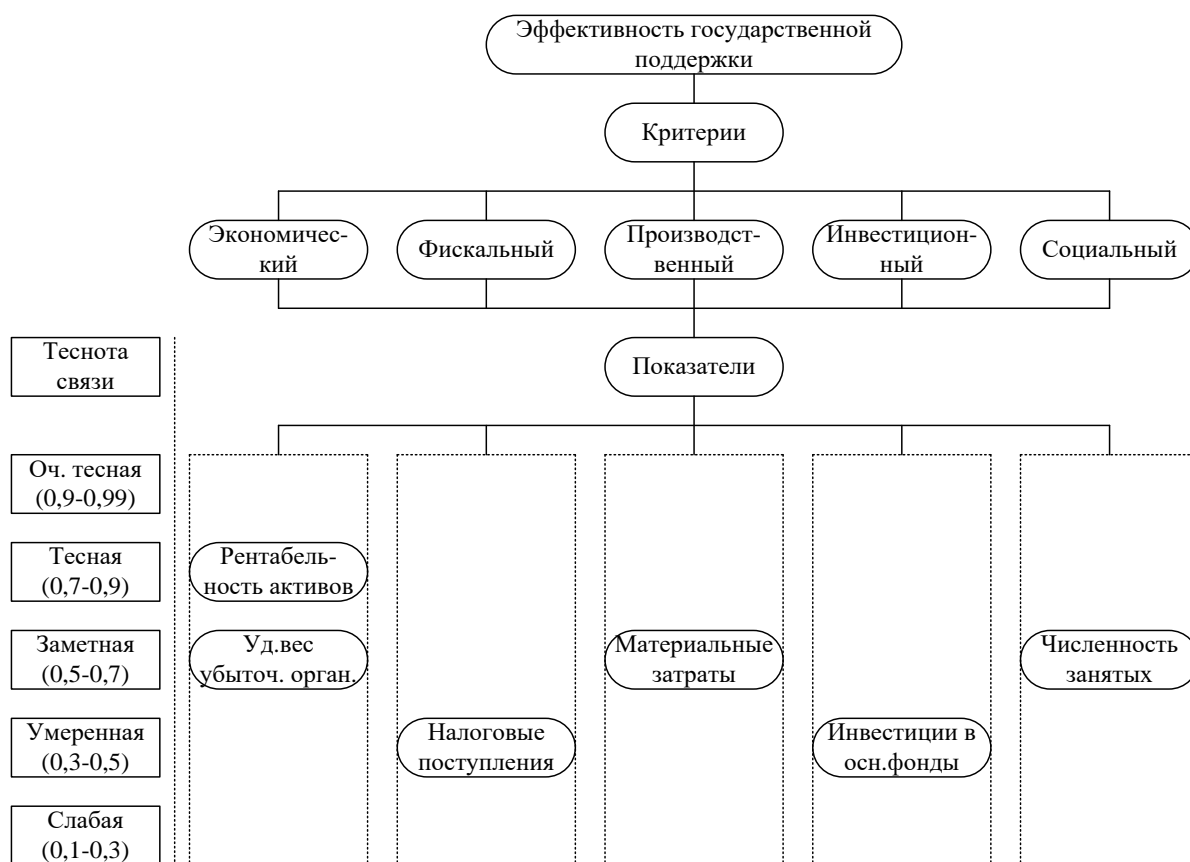 Эффективность государственной
поддержки
Критерии
Экономичес-
кий
Фискальный
Производст-
венный
Инвестицион-
ный
Социальный
Теснота
связи
Показатели
Оч. тесная
(0,9-0,99)
Тесная
(0,7-0,9)
Рентабель-
ность активов
Заметная
(0,5-0,7)
Уд.вес
убыточ. орган.
Материальные
затраты
Численность
занятых
Умеренная
(0,3-0,5)
Налоговые
поступления
Инвестиции в
осн.фонды
Слабая
(0,1-0,3)